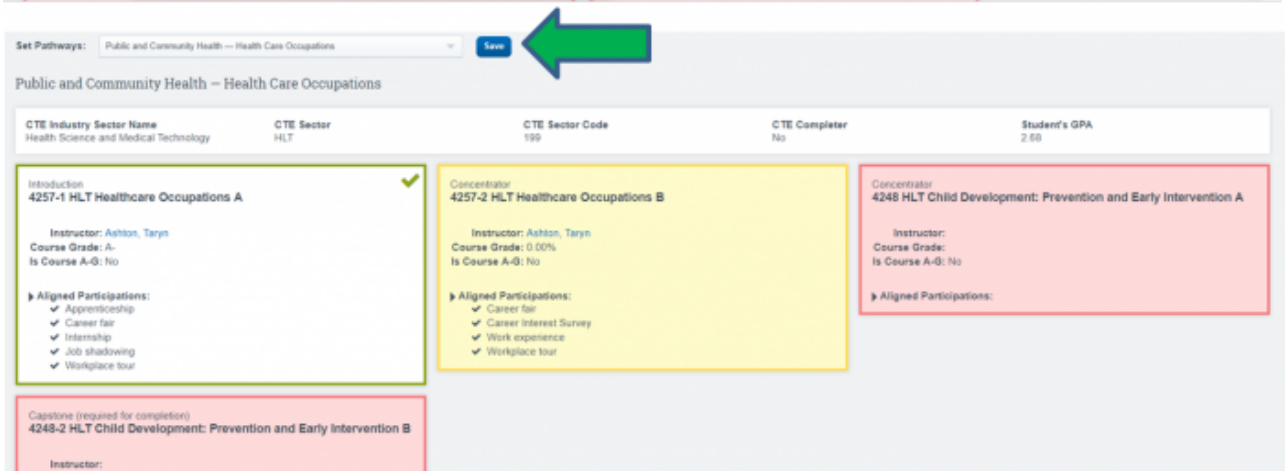 Set Pathways: Public and Community Health — Health Care Occupations Save
Public and Community Health — Health Care Occupations
CTE Industry Sector Name CTE Sector CTE Sector Code CTE Completer Student's GPA
Health Science and Medical Technology HLT 199 No 2.68
Introduction
4257-1 HLT Healthcare Occupations A
Instructor: Ashton, Taryn
Course Grade: A-
Is Course A-G: No
Aligned Participations:
Apprenticeship
Career fair
Internship
Job shadowing
Workplace tour
Concentrator
4257-2 HLT Healthcare Occupations B
Instructor: Ashton, Taryn
Course Grade: 0.00%
Is Course A-G: No
Aligned Participations:
Career fair
Career Interest Survey
Work experience
Workplace tour
Concentrator
4248 HLT Child Development: Prevention and Early Intervention A
Instructor:
Course Grade:
Is Course A-G: No
Aligned Participations:
Capstone (required for completion)
4248-2 HLT Child Development: Prevention and Early Intervention B
Instructor: